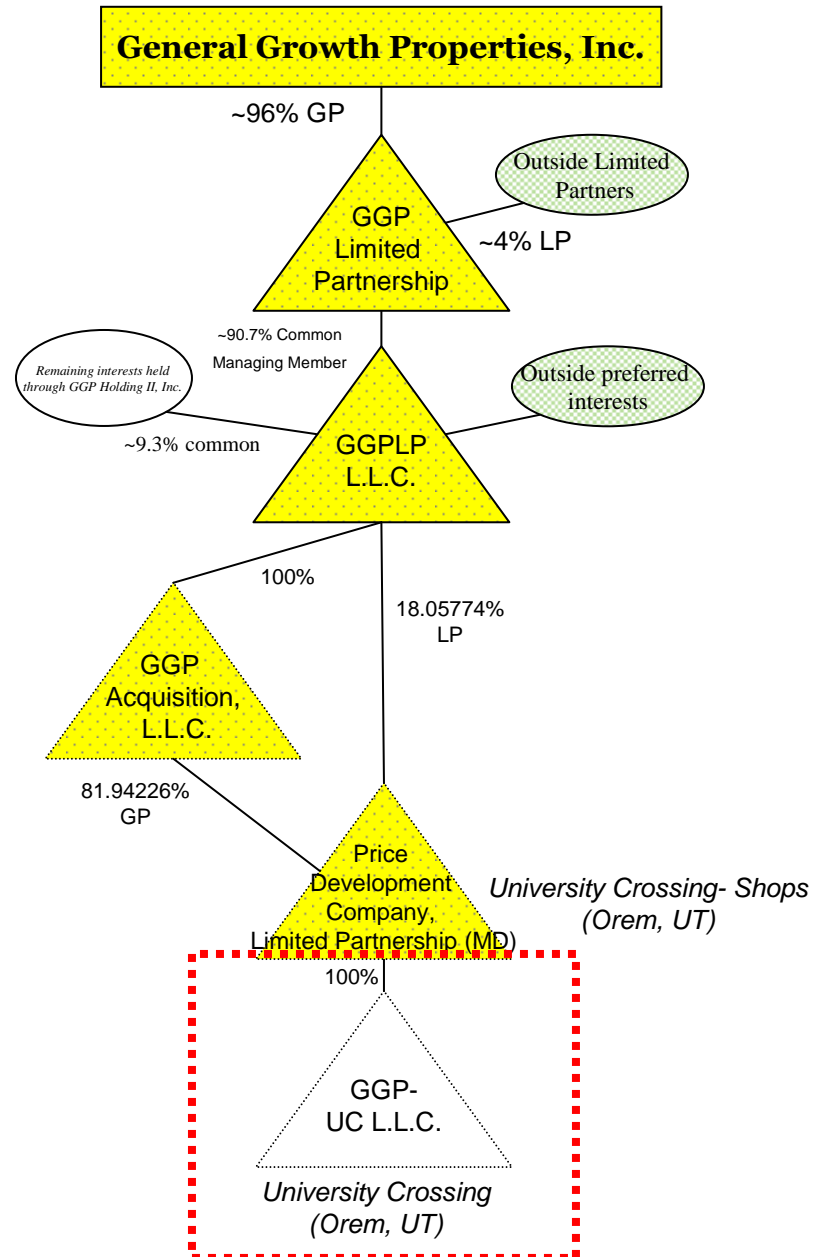 General Growth Properties, Inc.
~96% GP
Outside Limited
Partners
GGP
Limited
Partnership
~4% LP
~90.7% Common
Managing Member
Remaining interests held
through GGP Holding II, Inc.
Outside preferred
interests
~9.3% common
GGPLP
L.L.C.
100%
18.05774%
LP
GGP
Acquisition,
L.L.C.
81.94226%
GP
Price
Development
Company,
Limited Partnership (MD)
University Crossing- Shops
(Orem, UT)
100%
GGP-
UC L.L.C.
University Crossing
(Orem, UT)